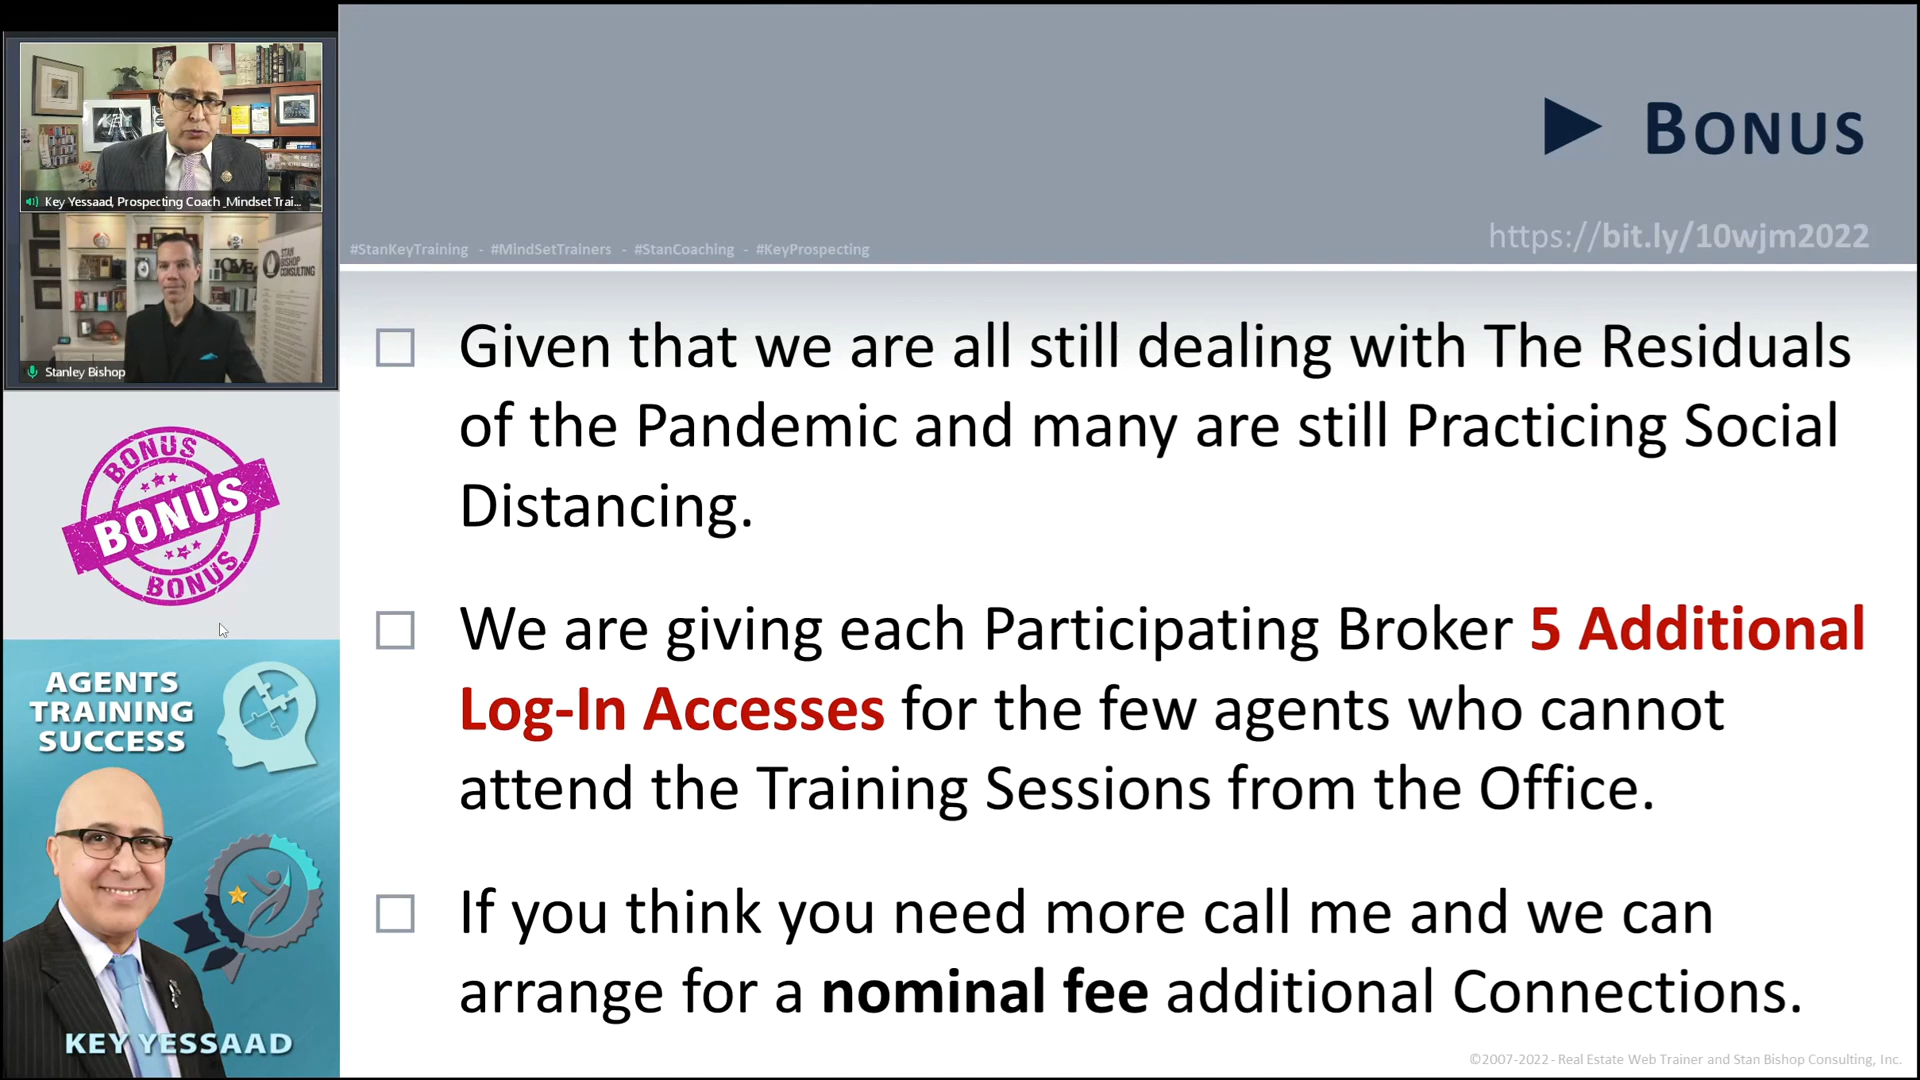 Key Yessaad, Prospecting Coach _Mindset Trai...
STAN
BISHOP
CONSULTING
Stanley Bishop
BONUS
BONUS
BONUS
AGENTS
TRAINING
SUCCESS
KEY YESSAAD
► BONUS
https://bit.ly/10wjm2022
#StanKeyTraining - #MindSetTrainers - #StanCoaching - #KeyProspecting
Given that we are all still dealing with The Residuals
of the Pandemic and many are still Practicing Social
Distancing.
We are giving each Participating Broker 5 Additional
Log-In Accesses for the few agents who cannot
attend the Training Sessions from the Office.
If you think you need more call me and we can
arrange for a nominal fee additional Connections.
©2007-2022 - Real Estate Web Trainer and Stan Bishop Consulting, Inc.